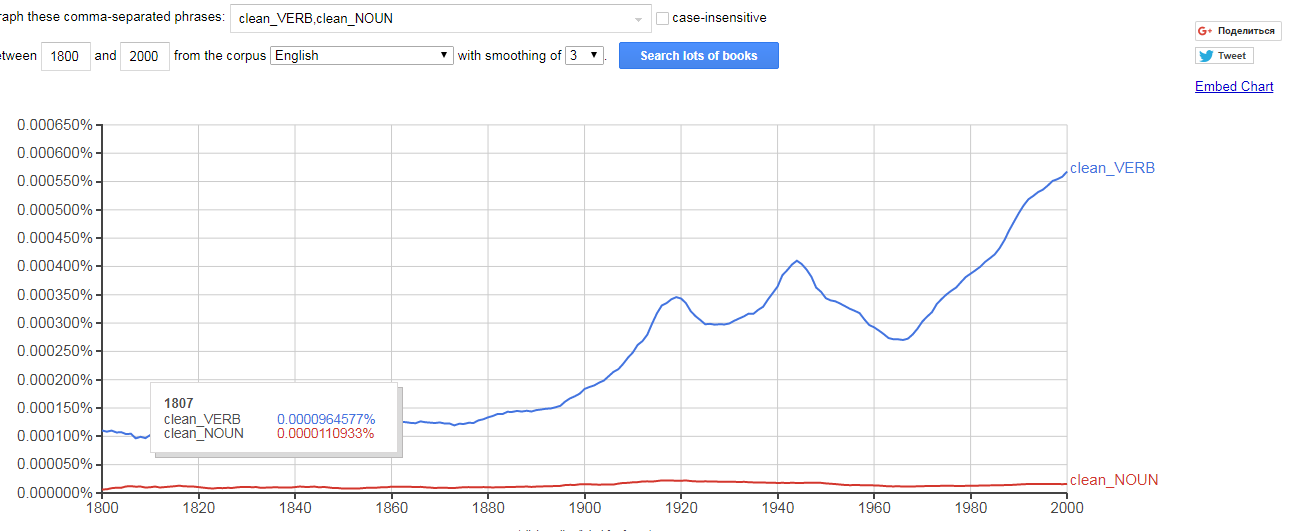 raph these comma-separated phrases: clean_VERB,clean_NOUN case-insensitive
tween 1800 and 2000 from the corpus English with smoothing of 3 . Search lots of books
Поделиться
Tweet
Embed Chart
0.000650%
0.000600%
0.000550%
0.000500%
0.000450%
0.000400%
0.000350%
0.000300%
0.000250%
0.000200%
0.000150%
0.000100%
0.000050%
0.000000%
clean_VERB
1807
clean_VERB 0.0000964577%
clean_NOUN 0.0000110933%
clean_NOUN
1800 1820 1840 1860 1880 1900 1920 1940 1960 1980 2000